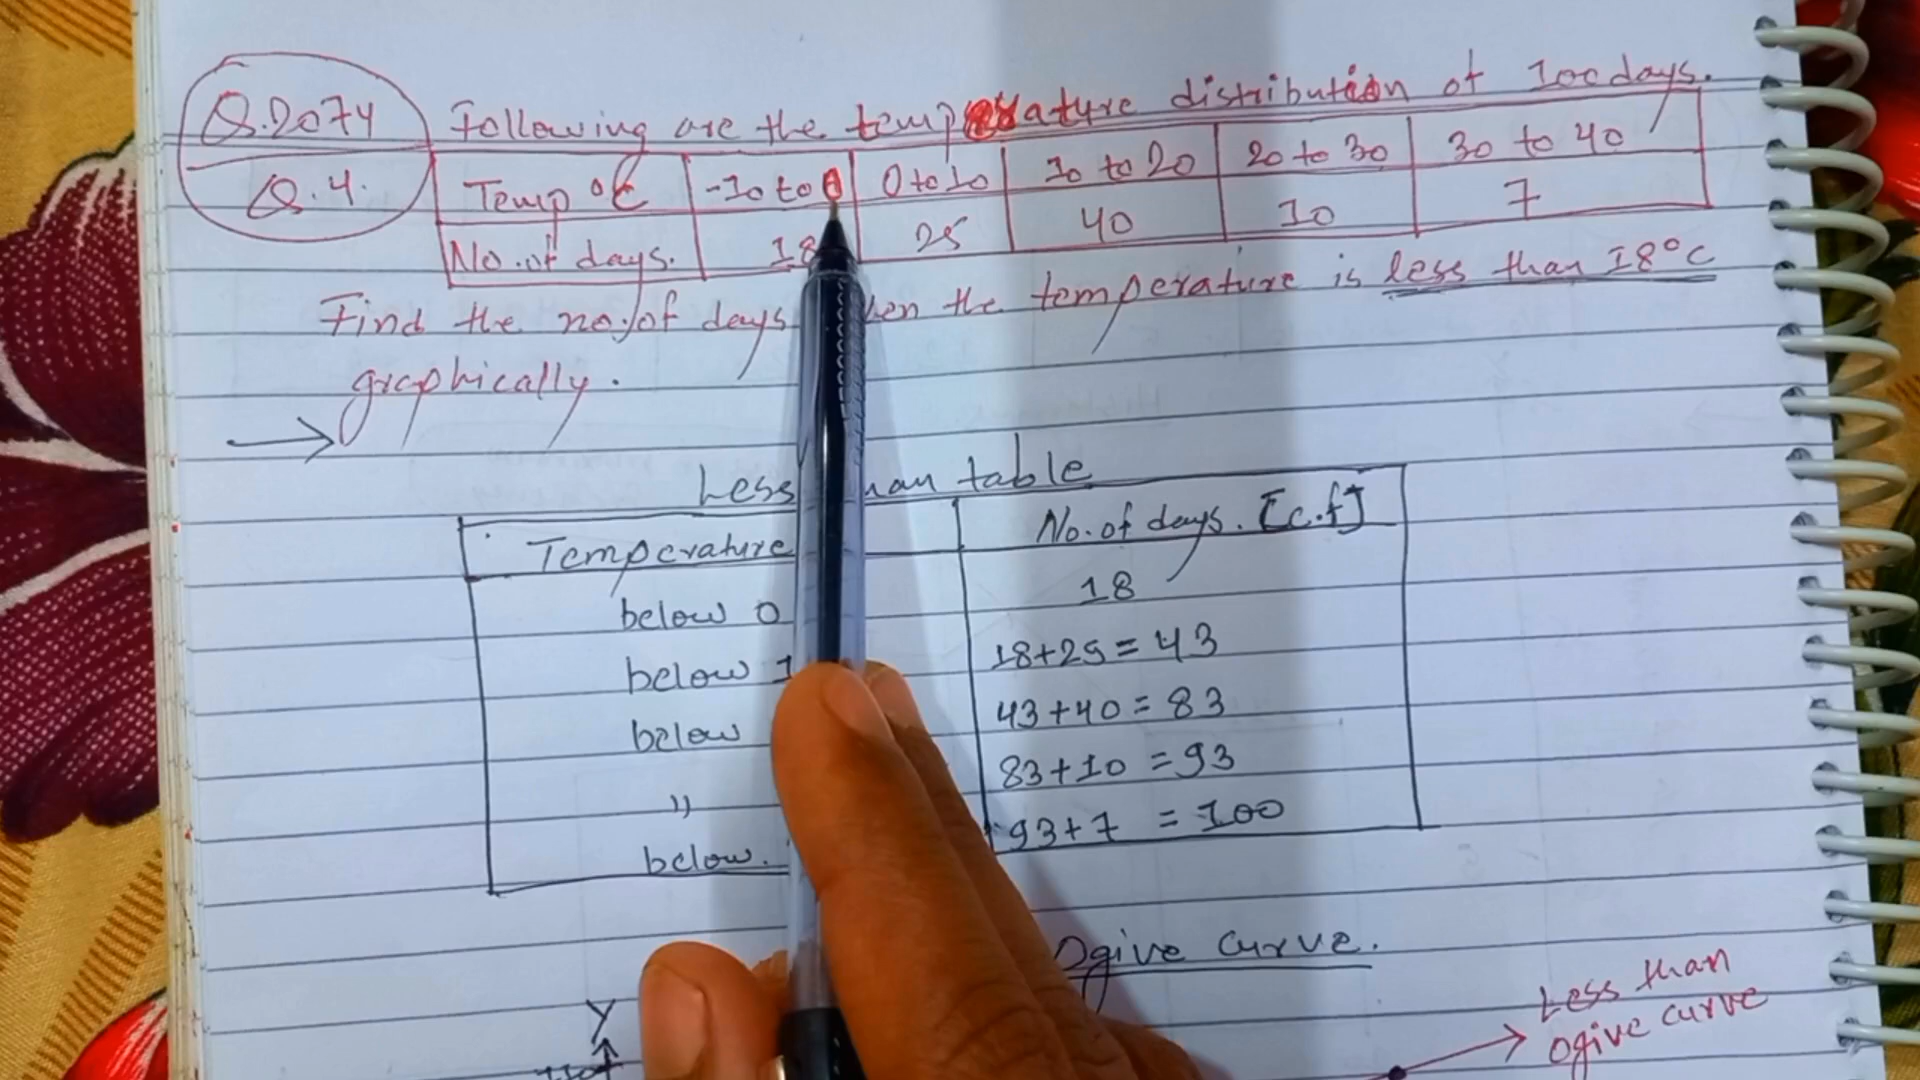 Q.2074
Q.4.
Following are the temperature distribution of 100 days.
Temp °C -10 to 0 0 to 10 10 to 20 20 to 30 30 to 40
No. of days. 18 25 40 10 7
Find the no. of days the temperature is less than 18°C
graphically.
Less table
Temperature No. of days. [c.f]
below 0 18
below 18+25=43
below 43+40=83
" 83+10=93
below. 93+7=100
Ogive curve.
Less than
ogive curve
Y